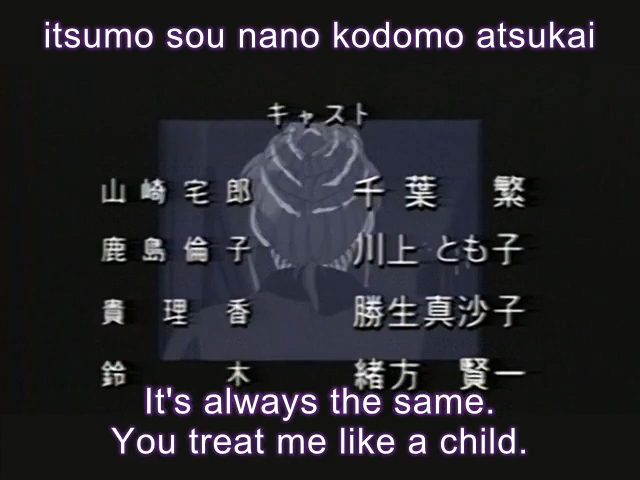 itsumo sou nano kodomo atsukai
キャスト
山崎宅郎 千葉 繁
鹿島倫子 川上とも子
貴理香 勝生真沙子
鈴木 緒方 賢一
It's always the same.
You treat me like a child.